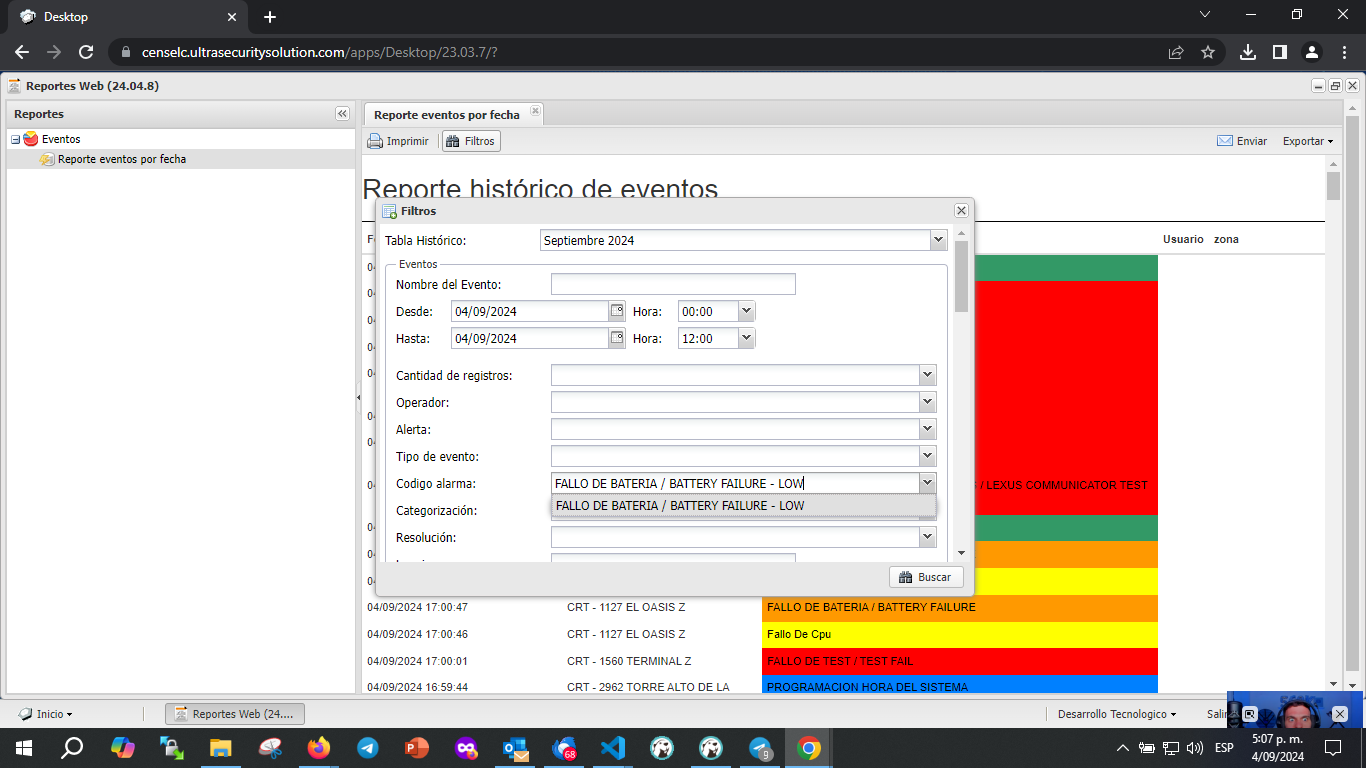 Desktop
censelc.ultrasecuritysolution.com/apps/Desktop/23.03.7/?
Reportes Web (24.04.8)
Reportes
Eventos
Reporte eventos por fecha
Reporte eventos por fecha
Imprimir
Filtros
Enviar
Exportar
Reporte histórico de eventos
Usuario
zona
Filtros
Tabla Histórico:
Septiembre 2024
Eventos
Nombre del Evento:
Desde:
04/09/2024
Hora:
00:00
Hasta:
04/09/2024
Hora:
12:00
Cantidad de registros:
Operador:
Alerta:
Tipo de evento:
Codigo alarma:
FALLO DE BATERIA / BATTERY FAILURE - LOW
/ LEXUS COMMUNICATOR TEST
FALLO DE BATERIA / BATTERY FAILURE - LOW
Categorización:
Resolución:
Buscar
04/09/2024 17:00:47
CRT - 1127 EL OASIS Z
FALLO DE BATERIA / BATTERY FAILURE
04/09/2024 17:00:46
CRT - 1127 EL OASIS Z
Fallo De Cpu
04/09/2024 17:00:01
CRT - 1560 TERMINAL Z
FALLO DE TEST / TEST FAIL
04/09/2024 16:59:44
CRT - 2962 TORRE ALTO DE LA
PROGRAMACION HORA DEL SISTEMA
Inicio
Reportes Web (24....
Desarrollo Tecnologico
68
9
ESP
5:07 p. m.
4/09/2024